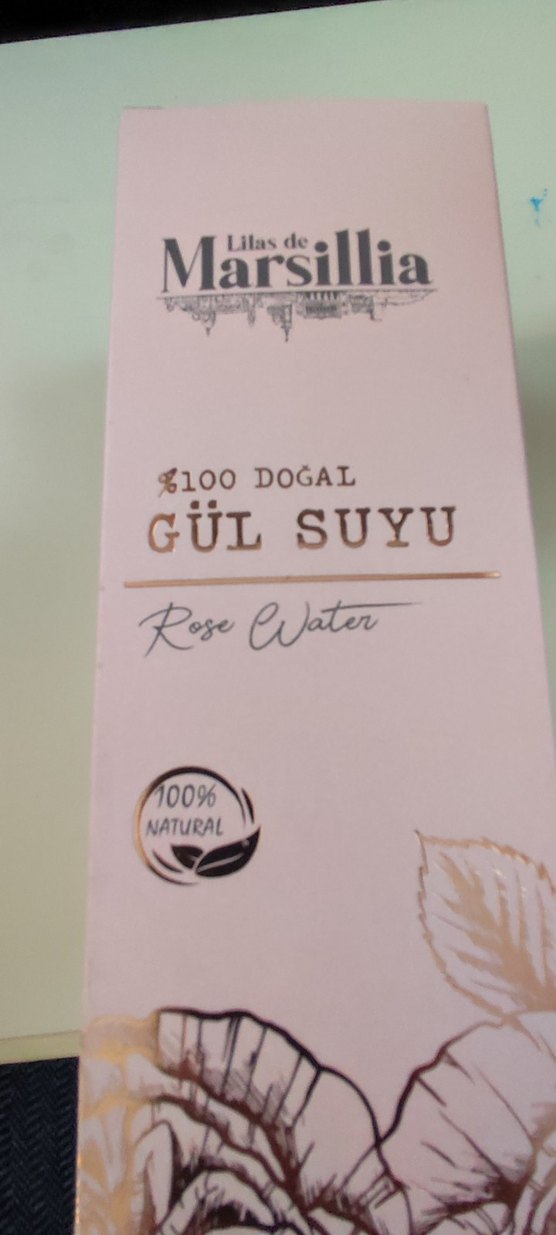 Lilas de
Marsillia
%100 DOĞAL
GÜL SUYU
Rose Water
100%
NATURAL